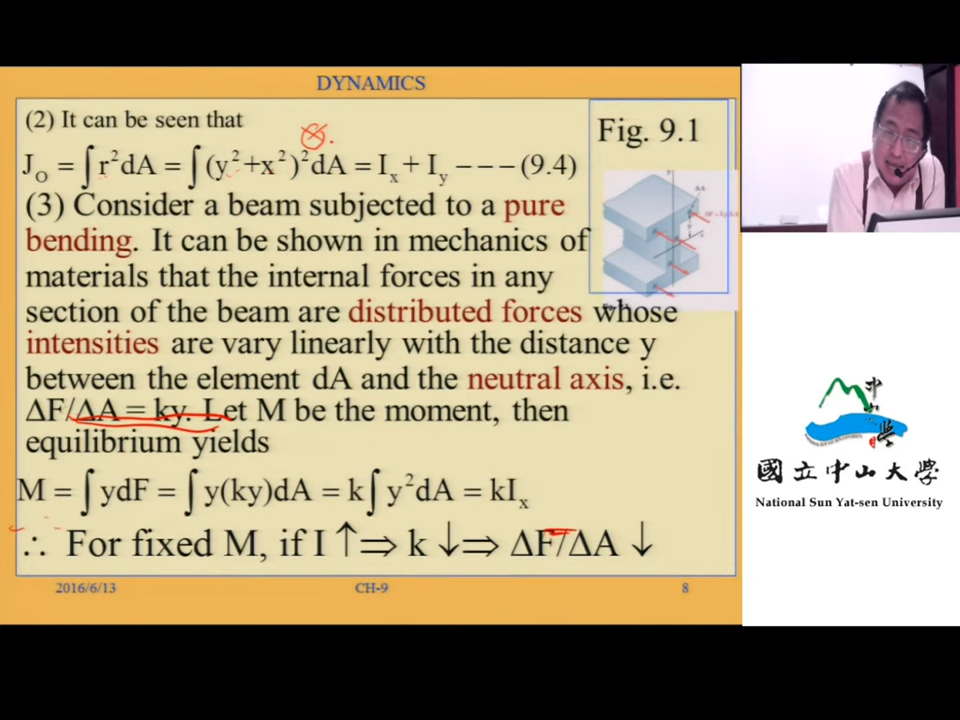 DYNAMICS
(2) It can be seen that
J_O = ∫ r²dA = ∫ (y²+x²)²dA = I_x + I_y −−− (9.4)
(3) Consider a beam subjected to a pure
bending. It can be shown in mechanics of
materials that the internal forces in any
section of the beam are distributed forces whose
intensities are vary linearly with the distance y
between the element dA and the neutral axis, i.e.
ΔF/ΔA = ky. Let M be the moment, then
equilibrium yields
M = ∫ ydF = ∫ y(ky)dA = k∫ y²dA = kI_x
∴ For fixed M, if I ↑⇒ k ↓⇒ ΔF/ΔA ↓
Fig. 9.1
ΔA
2016/6/13
CH-9
8
中山大學
國立中山大學
National Sun Yat-sen University